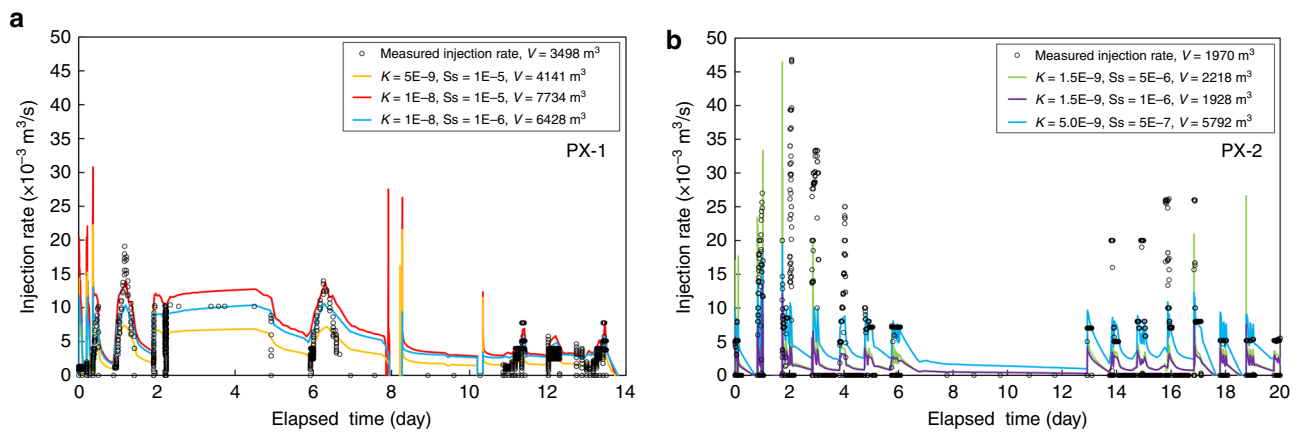 a
50
45
40
35
30
25
20
15
10
5
0
Injection rate (×10⁻³ m³/s)
Measured injection rate, V = 3498 m³
K = 5E–9, Ss = 1E–5, V = 4141 m³
K = 1E–8, Ss = 1E–5, V = 7734 m³
K = 1E–8, Ss = 1E–6, V = 6428 m³
PX-1
0 2 4 6 8 10 12 14
Elapsed time (day)
b
50
45
40
35
30
25
20
15
10
5
0
Injection rate (×10⁻³ m³/s)
Measured injection rate, V = 1970 m³
K = 1.5E–9, Ss = 5E–6, V = 2218 m³
K = 1.5E–9, Ss = 1E–6, V = 1928 m³
K = 5.0E–9, Ss = 5E–7, V = 5792 m³
PX-2
0 2 4 6 8 10 12 14 16 18 20
Elapsed time (day)